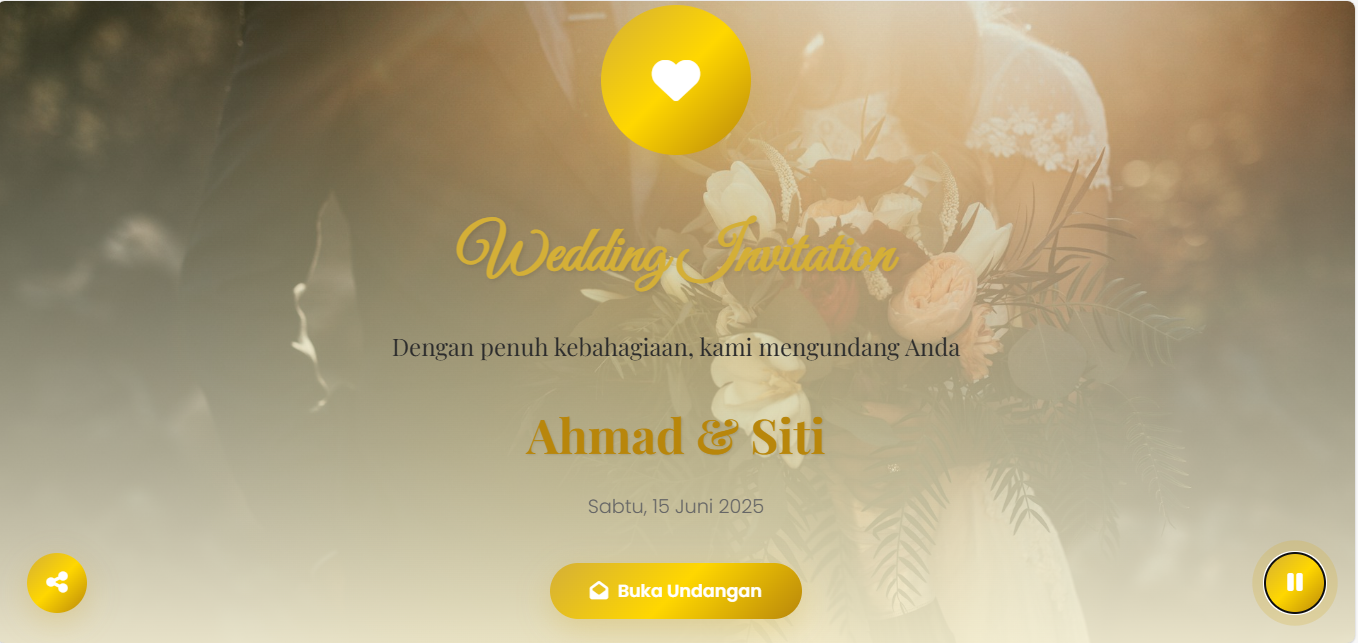 Wedding Invitation
Dengan penuh kebahagiaan, kami mengundang Anda
Ahmad & Siti
Sabtu, 15 Juni 2025
Buka Undangan